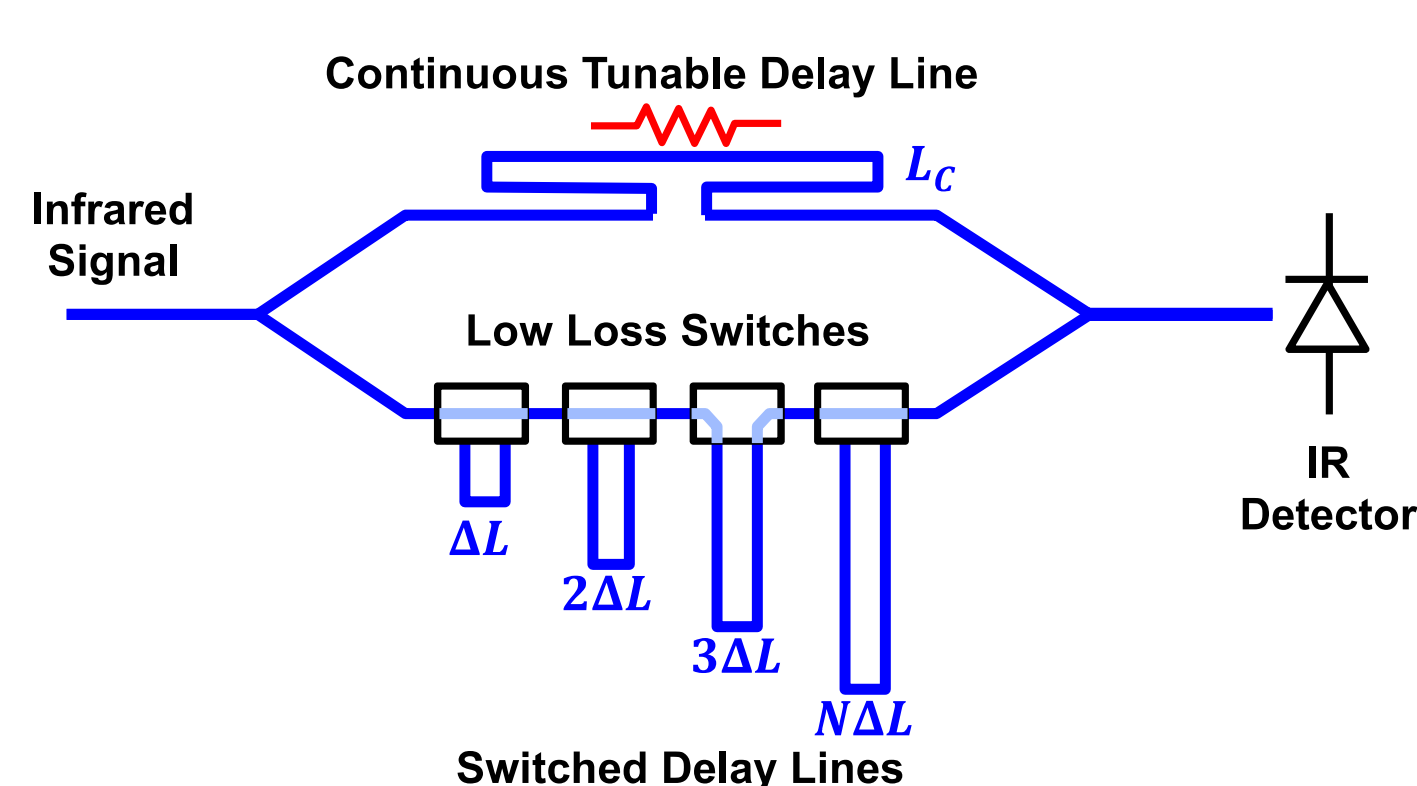 Continuous Tunable Delay Line
L_C
Infrared
Signal
Low Loss Switches
IR
Detector
ΔL
2ΔL
3ΔL
NΔL
Switched Delay Lines